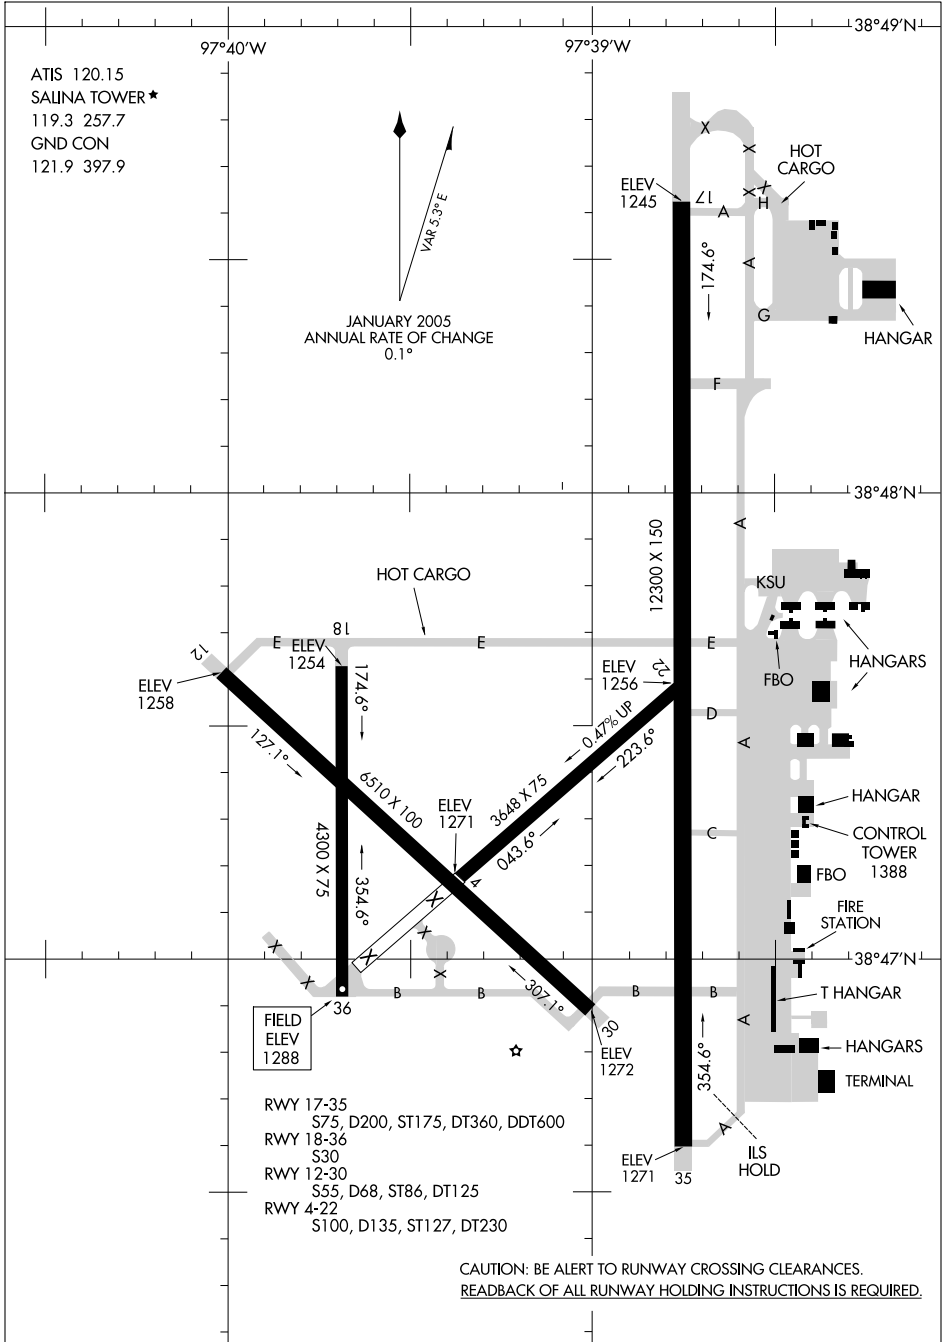 38°49'N
97°40'W
97°39'W
ATIS 120.15
SALINA TOWER★
119.3 257.7
GND CON
121.9 397.9
VAR 5.3° E
JANUARY 2005
ANNUAL RATE OF CHANGE
0.1°
X
X
HOT
CARGO
X
X
H
ELEV
1245
17
A
A
174.6°
G
HANGAR
F
38°48'N
A
12300 X 150
KSU
HOT CARGO
18
E
E
E
12
ELEV
1254
ELEV
1258
174.6°
ELEV
1256
22
FBO
HANGARS
D
A
0.47% UP
223.6°
127.1°
6510 X 100
3648 X 75
043.6°
ELEV
1271
4
4300 X 75
354.6°
C
HANGAR
CONTROL
TOWER
1388
FBO
FIRE
STATION
X
X
X
X
X
X
38°47'N
B
B
B
B
307.1°
36
T HANGAR
A
30
FIELD
ELEV
1288
ELEV
1272
354.6°
HANGARS
TERMINAL
A
ILS
HOLD
ELEV
1271
35
RWY 17-35
S75, D200, ST175, DT360, DDT600
RWY 18-36
S30
RWY 12-30
S55, D68, ST86, DT125
RWY 4-22
S100, D135, ST127, DT230
CAUTION: BE ALERT TO RUNWAY CROSSING CLEARANCES.
READBACK OF ALL RUNWAY HOLDING INSTRUCTIONS IS REQUIRED.